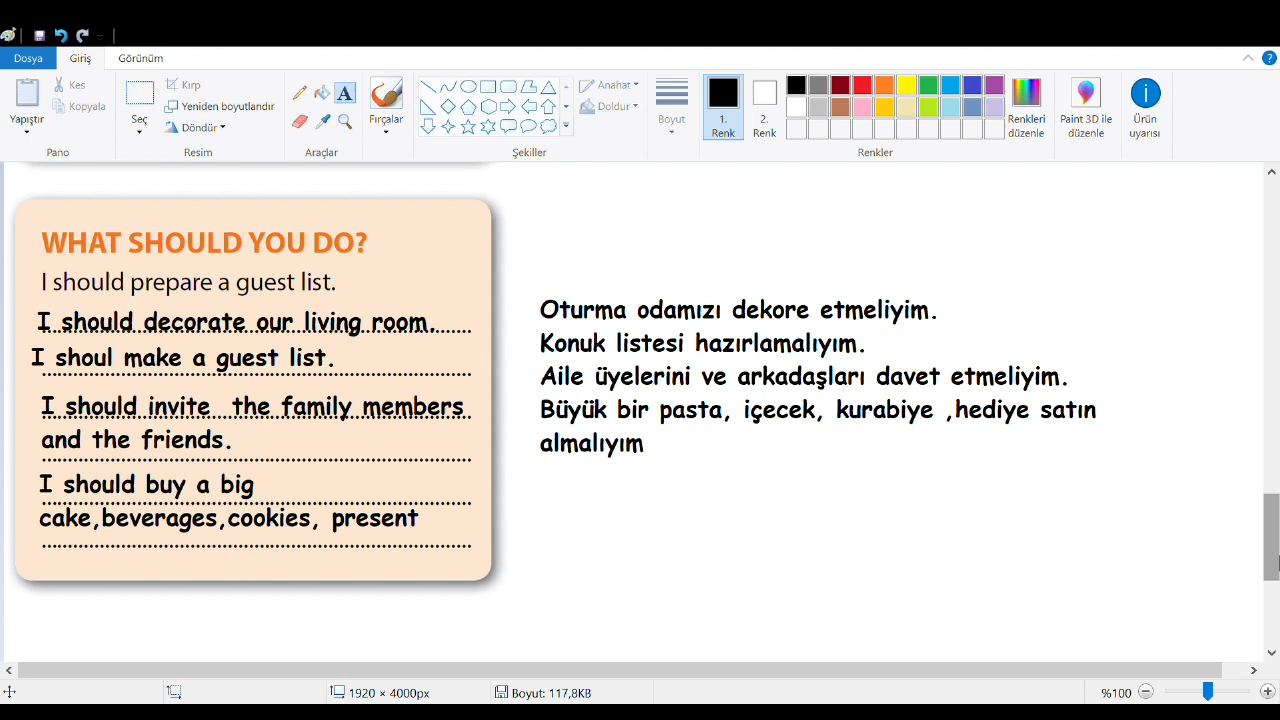 Dosya Giriş Görünüm
Yapıştır
Kes
Kopyala
Pano
Seç
Kırp
Yeniden boyutlandır
Döndür
Resim
Araçlar
Fırçalar
Şekiller
Anahat
Doldur
Boyut
1. Renk
2. Renk
Renkler
Renkleri düzenle
Paint 3D ile düzenle
Ürün uyarısı
WHAT SHOULD YOU DO?
I should prepare a guest list.
I should decorate our living room.
I shoul make a guest list.
I should invite the family members
and the friends.
I should buy a big
cake,beverages,cookies, present
Oturma odamızı dekore etmeliyim.
Konuk listesi hazırlamalıyım.
Aile üyelerini ve arkadaşları davet etmeliyim.
Büyük bir pasta, içecek, kurabiye ,hediye satın
almalıyım
1920 × 4000px
Boyut: 117,8KB
%100